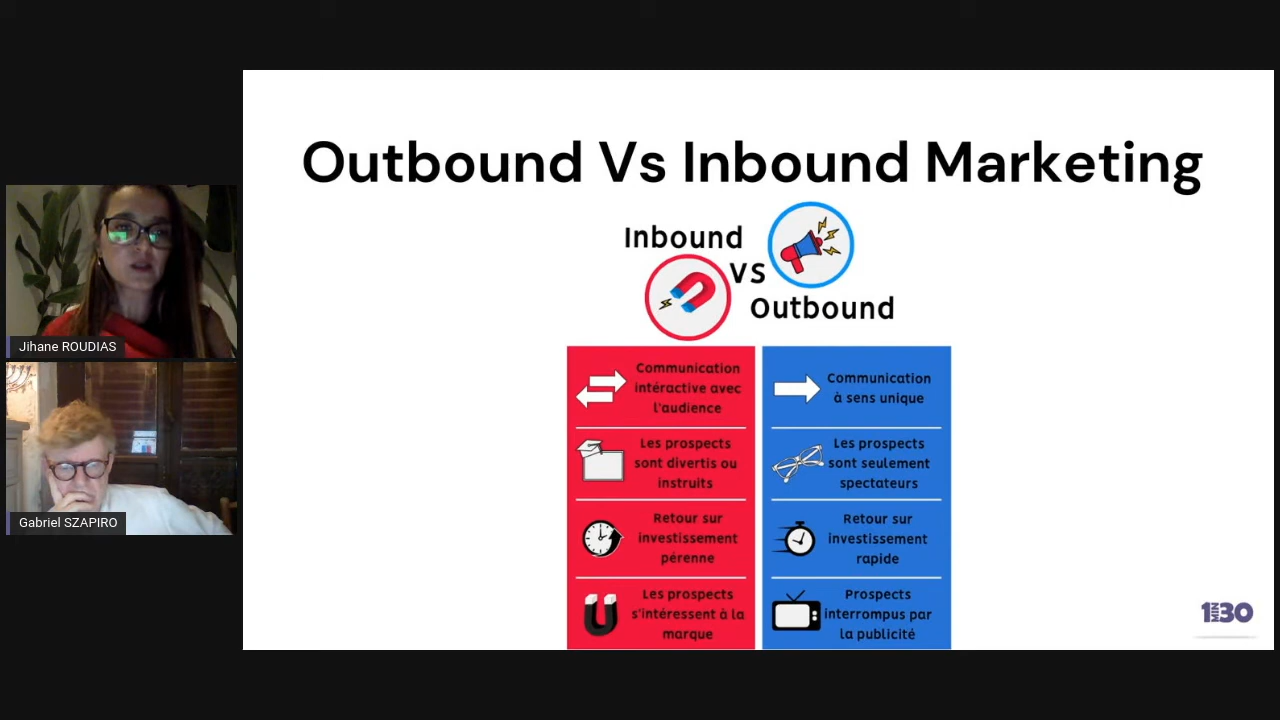 Outbound Vs Inbound Marketing
Inbound
VS
Outbound
Communication
intéractive avec
l'audience
Les prospects
sont divertis ou
instruits
Retour sur
investissement
pérenne
Les prospects
s'intéressent à la
marque
Communication
à sens unique
Les prospects
sont seulement
spectateurs
Retour sur
investissement
rapide
Prospects
interrompus par
la publicité
Jihane ROUDIAS
Gabriel SZAPIRO
1MIN30